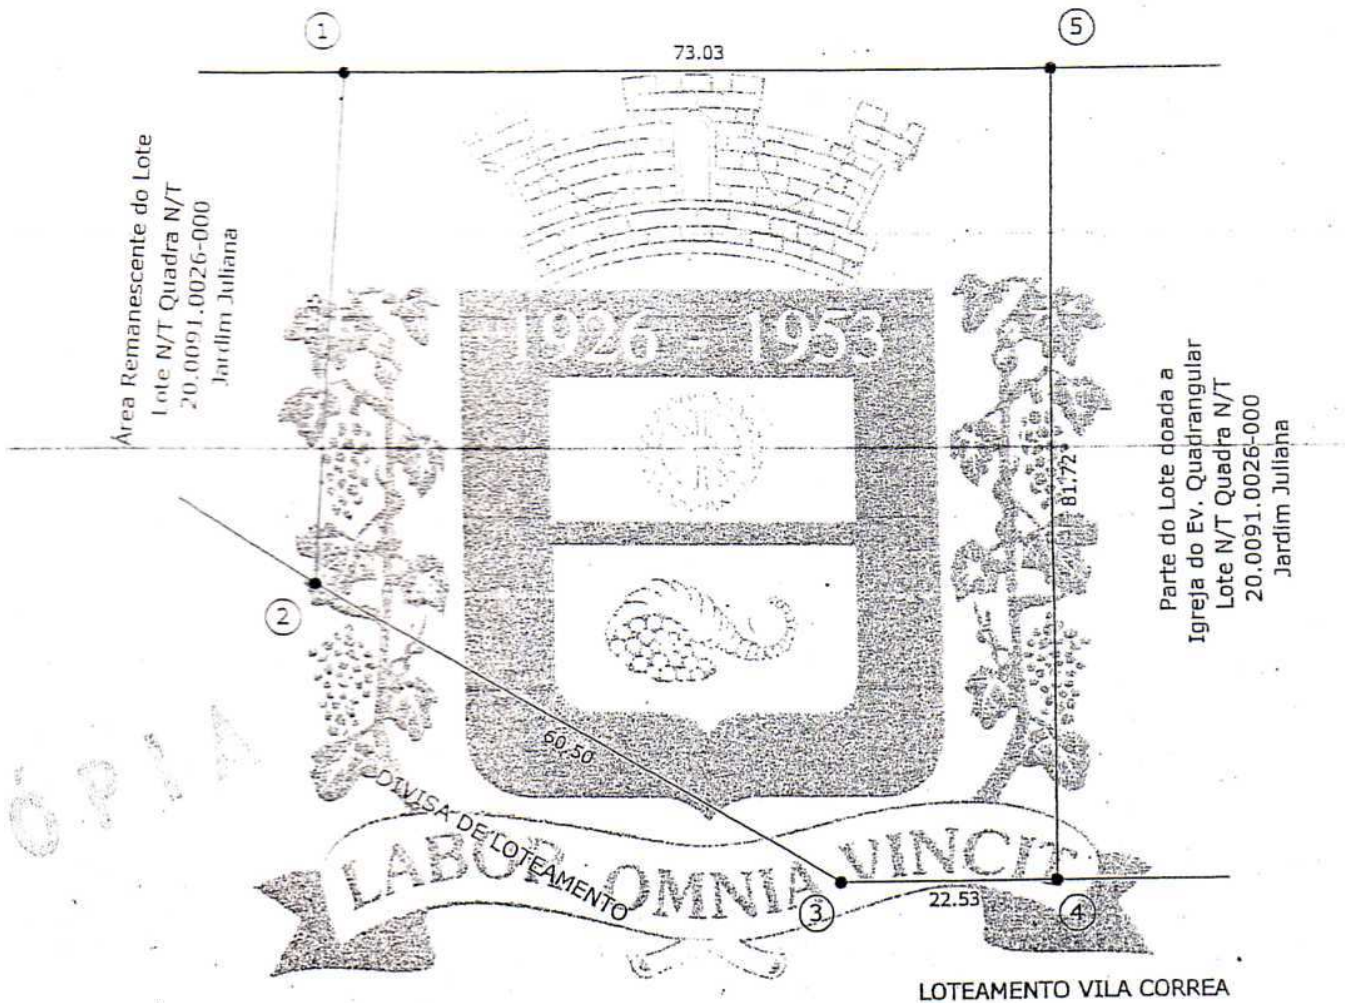 1
5
73.03
Área Remanescente do Lote
Lote N/T Quadra N/T
20.0091.0026-000
Jardim Juliana
1926 - 1953
81.72
Parte do Lote doada a
Igreja do Ev. Quadrangular
Lote N/T Quadra N/T
20.0091.0026-000
Jardim Juliana
2
60.50
ÓPIA
DIVISA DE LOTEAMENTO
LABOR OMNIA VINCIT
3
22.53
4
LOTEAMENTO VILA CORREA